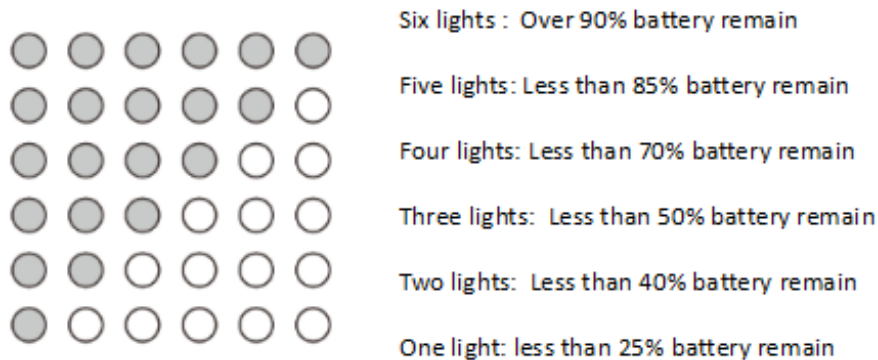 Six lights : Over 90% battery remain
Five lights: Less than 85% battery remain
Four lights: Less than 70% battery remain
Three lights: Less than 50% battery remain
Two lights: Less than 40% battery remain
One light: less than 25% battery remain